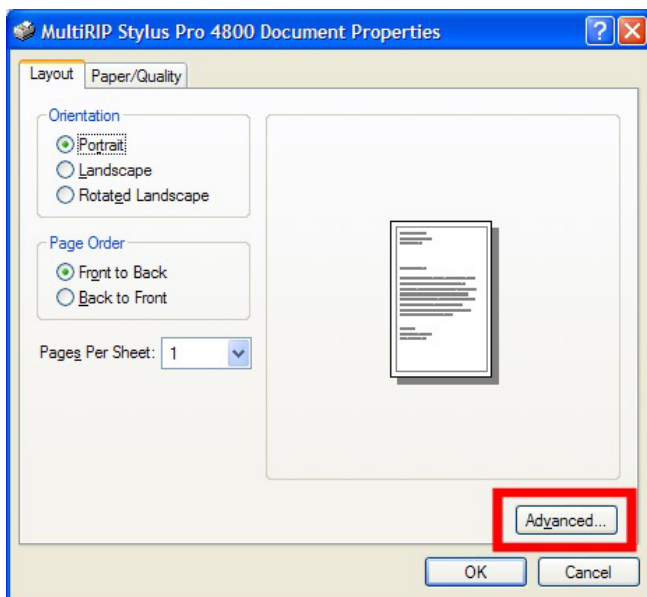 MultiRIP Stylus Pro 4800 Document Properties
Layout
Paper/Quality
Orientation
Portrait
Landscape
Rotated Landscape
Page Order
Front to Back
Back to Front
Pages Per Sheet: 1
Advanced...
OK
Cancel